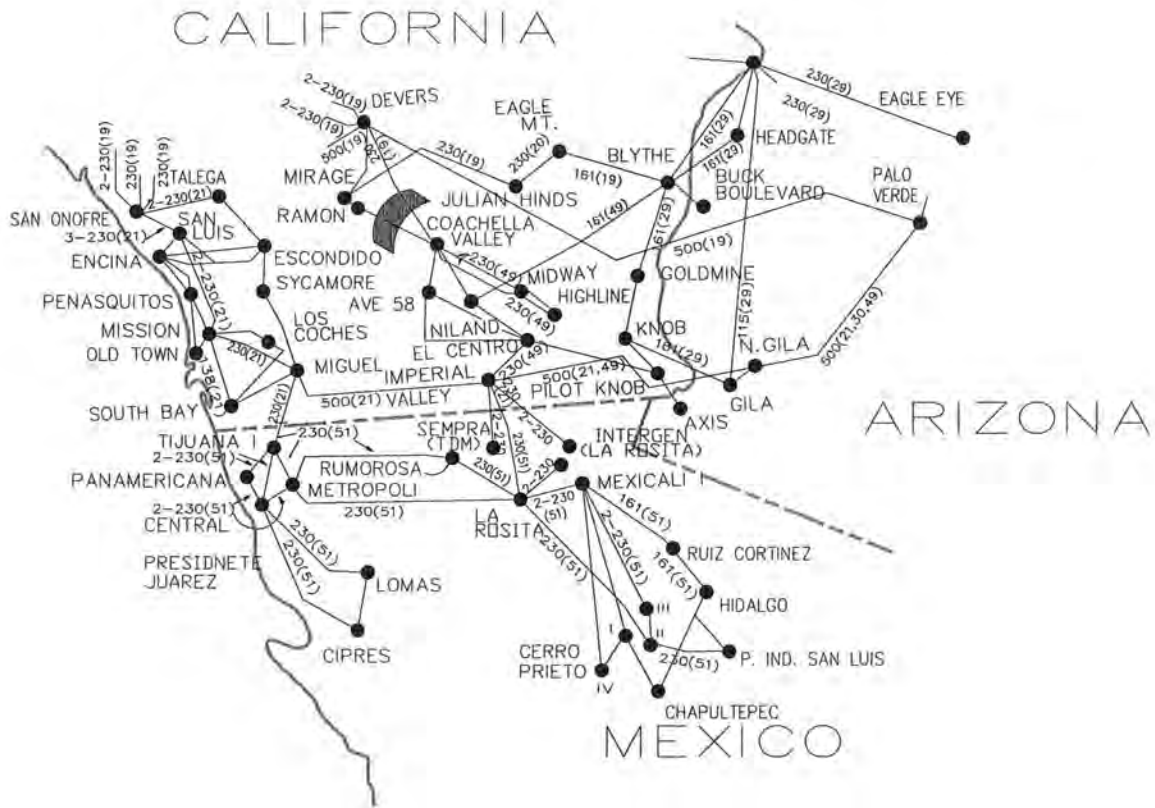 CALIFORNIA
2-230(19)
DEVERS
2-230(19)
500(19)
230
(19)
EAGLE
MT.
230(19)
230(20)
230(29)
EAGLE EYE
230(29)
161(29)
HEADGATE
161(29)
BLYTHE
161(19)
BUCK
BOULEVARD
PALO
VERDE
2-230(19)
230(19)
230(19)
TALEGA
2-230(21)
SAN ONOFRE
3-230(21)
SAN
LUIS
MIRAGE
RAMON
JULIAN HINDS
COACHELLA
VALLEY
161(49)
500(19)
ENCINA
ESCONDIDO
SYCAMORE
2-230(21)
PENASQUITOS
MISSION
OLD TOWN
LOS
COCHES
230(21)
138(21)
MIGUEL
SOUTH BAY
AVE 58
230(49)
MIDWAY
HIGHLINE
230(49)
NILAND
EL CENTRO
230(49)
GOLDMINE
KNOB
161(29)
115(29)
N.GILA
500(21,30,49)
IMPERIAL
VALLEY
500(21)
500(21,49)
PILOT KNOB
GILA
AXIS
ARIZONA
230(21)
TIJUANA I
230(51)
2-230(51)
PANAMERICANA
SEMPRA
(TDM)
2-230
230
2-230
INTERGEN
(LA ROSITA)
RUMOROSA
230(51)
230(51)
2-230
METROPOLI
2-230(51)
CENTRAL
230(51)
LA
ROSITA
2-230
(51)
MEXICALI I
161(51)
PRESIDNETE
JUAREZ
230(51)
230(51)
LOMAS
CIPRES
230(51)
2-230(51)
RUIZ CORTINEZ
161(51)
HIDALGO
III
I
II
CERRO
PRIETO
IV
230(51)
P. IND. SAN LUIS
CHAPULTEPEC
MEXICO